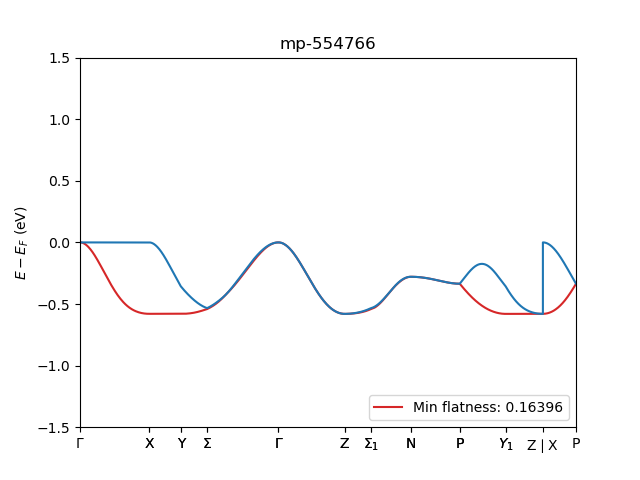 mp-554766
E − E_F (eV)
1.5
1.0
0.5
0.0
−0.5
−1.0
−1.5
Min flatness: 0.16396
Γ X Y Σ Γ Z Σ₁ N P Y₁ Z | X P